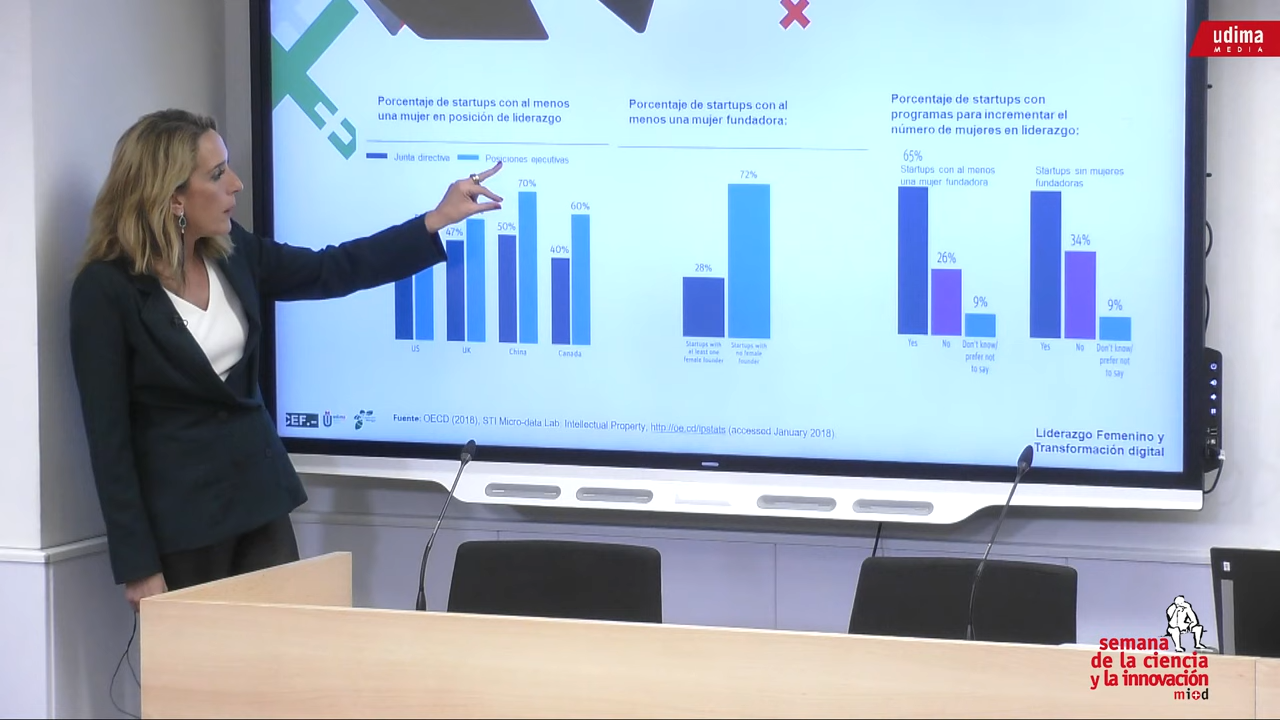 udima
MEDIA
Porcentaje de startups con al menos
una mujer en posición de liderazgo
Junta directiva
Posiciones ejecutivas
47%
50%
70%
40%
60%
US
UK
China
Canada
Porcentaje de startups con al
menos una mujer fundadora:
28%
72%
Startups with
at least one
female founder
Startups with
no female
founder
Porcentaje de startups con
programas para incrementar el
número de mujeres en liderazgo:
65%
Startups con al menos
una mujer fundadora
26%
9%
Yes
No
Don't know/
prefer not
to say
Startups sin mujeres
fundadoras
34%
9%
Yes
No
Don't know/
prefer not
to say
CEF.-
Fuente: OECD (2018), STI Micro-data Lab: Intellectual Property, http://oe.cd/ipstats (accessed January 2018).
Liderazgo Femenino y
Transformación digital
semana
de la ciencia
y la innovación
mi+d